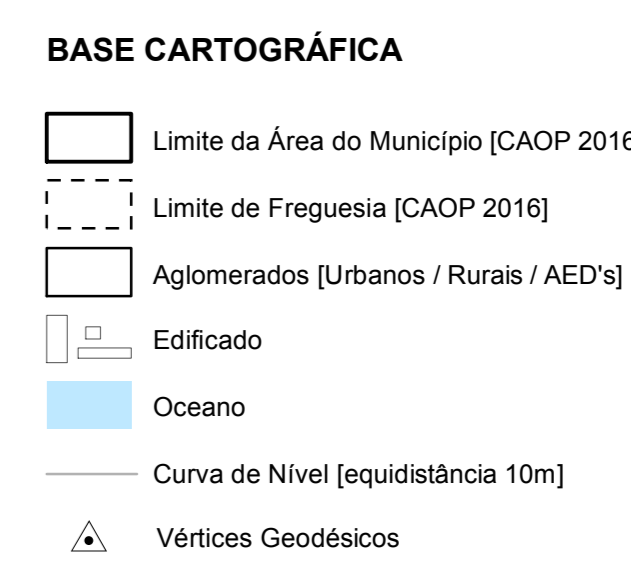 BASE CARTOGRÁFICA
Limite da Área do Município [CAOP 2016
Limite de Freguesia [CAOP 2016]
Aglomerados [Urbanos / Rurais / AED's]
Edificado
Oceano
Curva de Nível [equidistância 10m]
Vértices Geodésicos